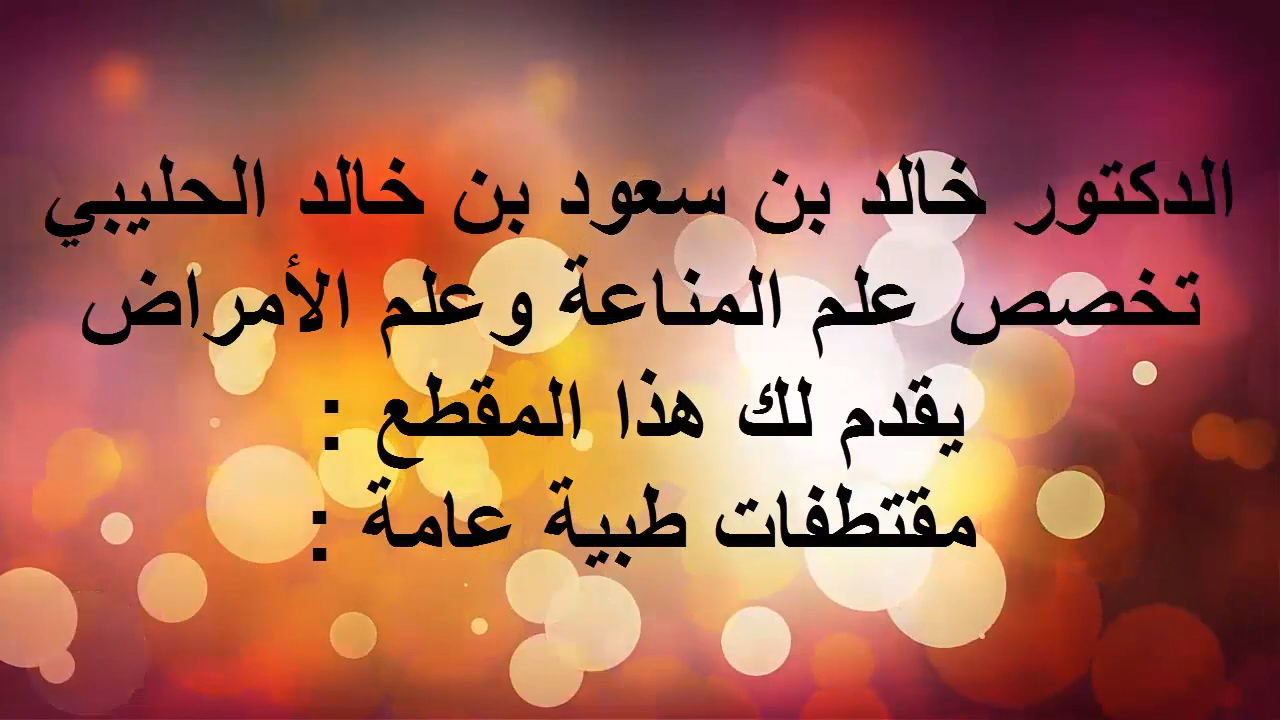 الدكتور خالد بن سعود بن خالد الحليبي
تخصص علم المناعة وعلم الأمراض
يقدم لك هذا المقطع :
مقتطفات طبية عامة :